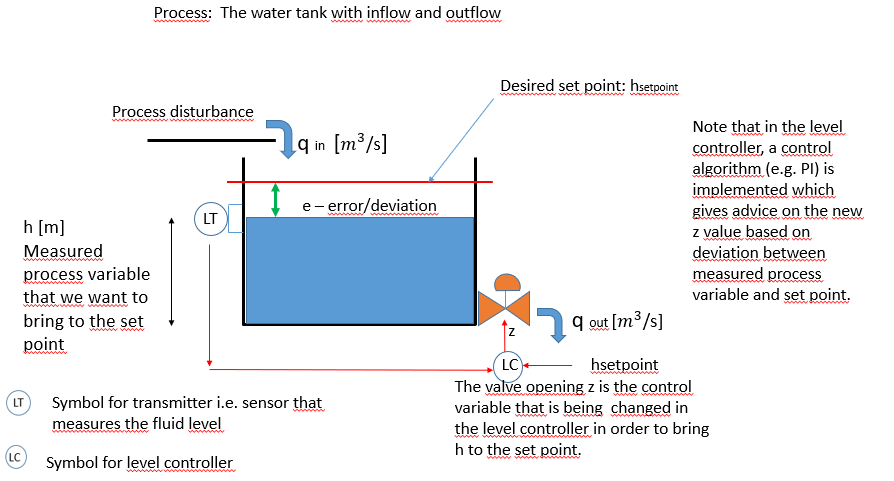 Process:  The water tank with inflow and outflow
Desired set point: hsetpoint
Process disturbance
q in [m³/s]
Note that in the level
controller, a control
algorithm (e.g. PI) is
implemented which
gives advice on the new
z value based on
deviation between
measured process
variable and set point.
e – error/deviation
LT
h [m]
Measured
process variable
that we want to
bring to the set
point
q out [m³/s]
z
LC
hsetpoint
The valve opening z is the control
variable that is being  changed in
the level controller in order to bring
h to the set point.
LT
Symbol for transmitter i.e. sensor that
measures the fluid level
LC
Symbol for level controller